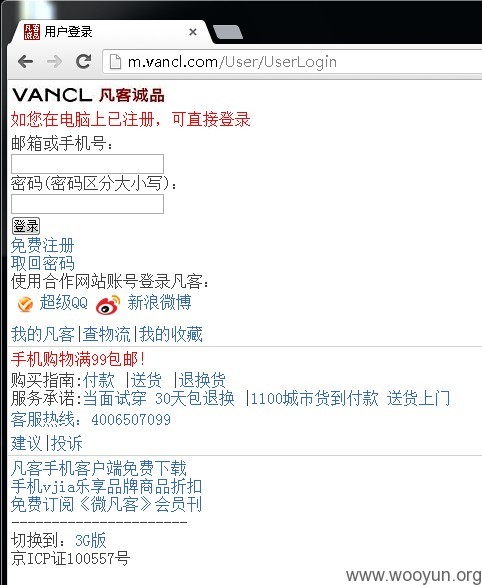 凡客诚品 用户登录
m.vancl.com/User/UserLogin
VANCL 凡客诚品
如您在电脑上已注册，可直接登录
邮箱或手机号：
密码(密码区分大小写)：
登录
免费注册
取回密码
使用合作网站账号登录凡客：
超级QQ 新浪微博
我的凡客|查物流|我的收藏
手机购物满99包邮！
购买指南:付款 |送货 |退换货
服务承诺:当面试穿 30天包退换 |1100城市货到付款 送货上门
客服热线：4006507099
建议|投诉
凡客手机客户端免费下载
手机vjia乐享品牌商品折扣
免费订阅《微凡客》会员刊
--------------------
切换到：3G版
京ICP证100557号
www.wooyun.org